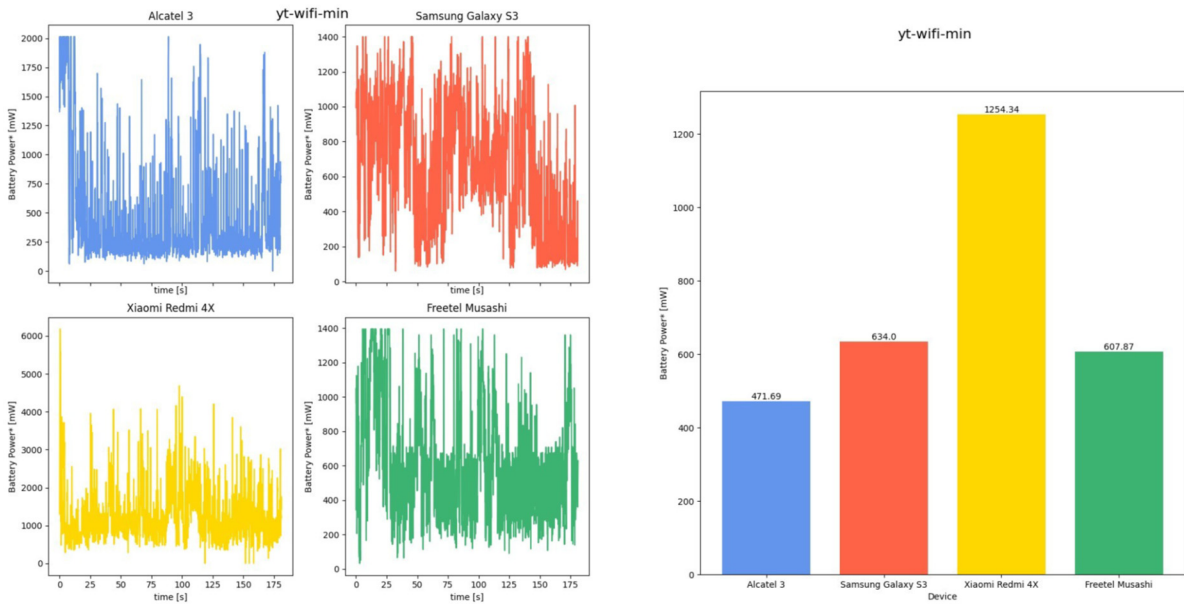 yt-wifi-min
Alcatel 3
Samsung Galaxy S3
Battery Power* [mW]
2000
1750
1500
1250
1000
750
500
250
0
time [s]
Battery Power* [mW]
1400
1200
1000
800
600
400
200
0
time [s]
Xiaomi Redmi 4X
Freetel Musashi
Battery Power* [mW]
6000
5000
4000
3000
2000
1000
0
0 25 50 75 100 125 150 175
time [s]
Battery Power* [mW]
1400
1200
1000
800
600
400
200
0
0 25 50 75 100 125 150 175
time [s]
yt-wifi-min
Battery Power* [mW]
1200
1000
800
600
400
200
0
471.69
634.0
1254.34
607.87
Alcatel 3 Samsung Galaxy S3 Xiaomi Redmi 4X Freetel Musashi
Device